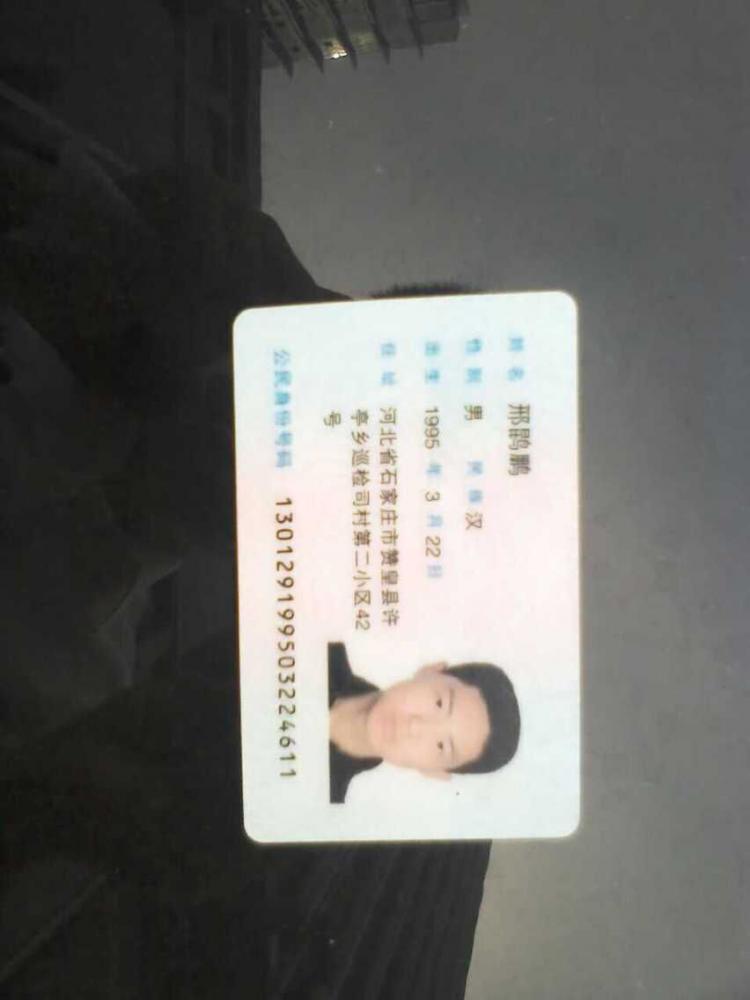 姓名 邢鹃鹏
性别 男 民族 汉
出生 1995 年 3 月 22 日
住址 河北省石家庄市赞皇县许
亭乡巡检司村第二小区42
号
公民身份号码 130129199503224611